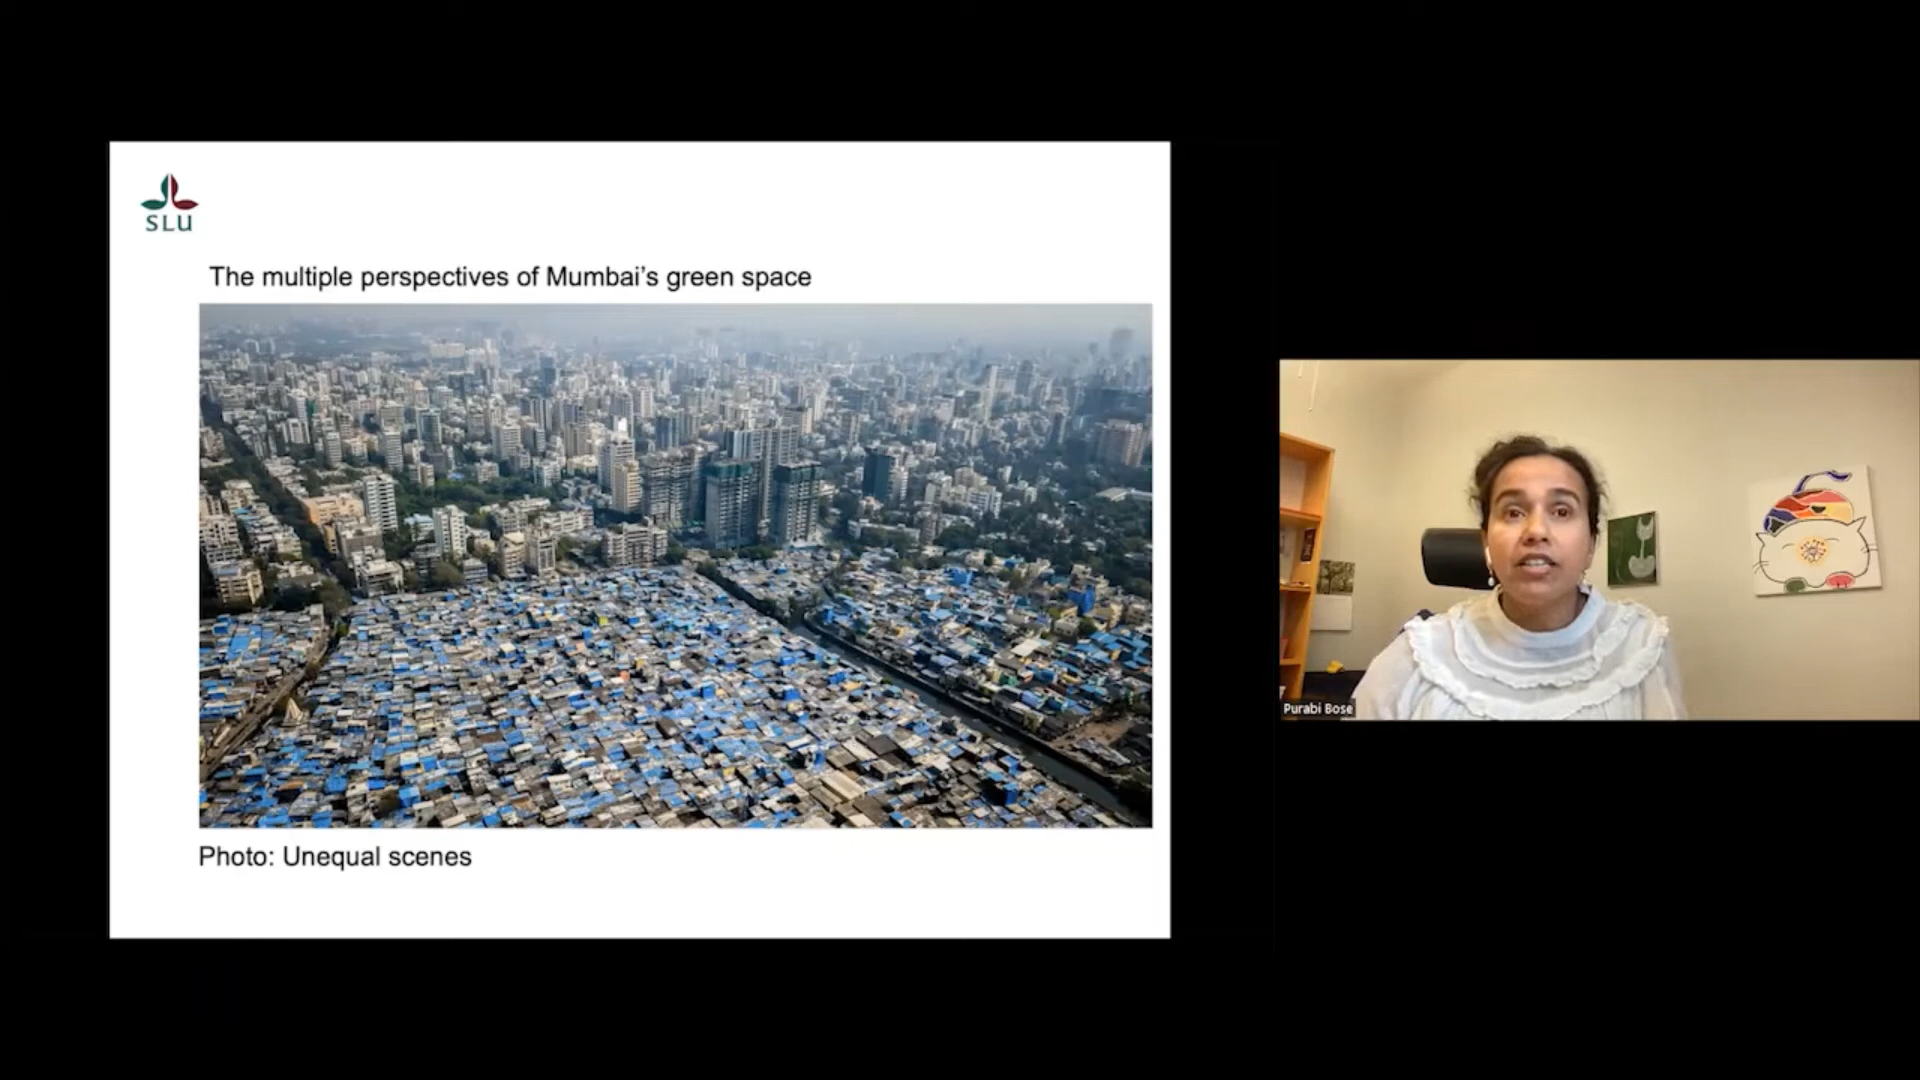 SLU
The multiple perspectives of Mumbai's green space
Photo: Unequal scenes
Purabi Bose